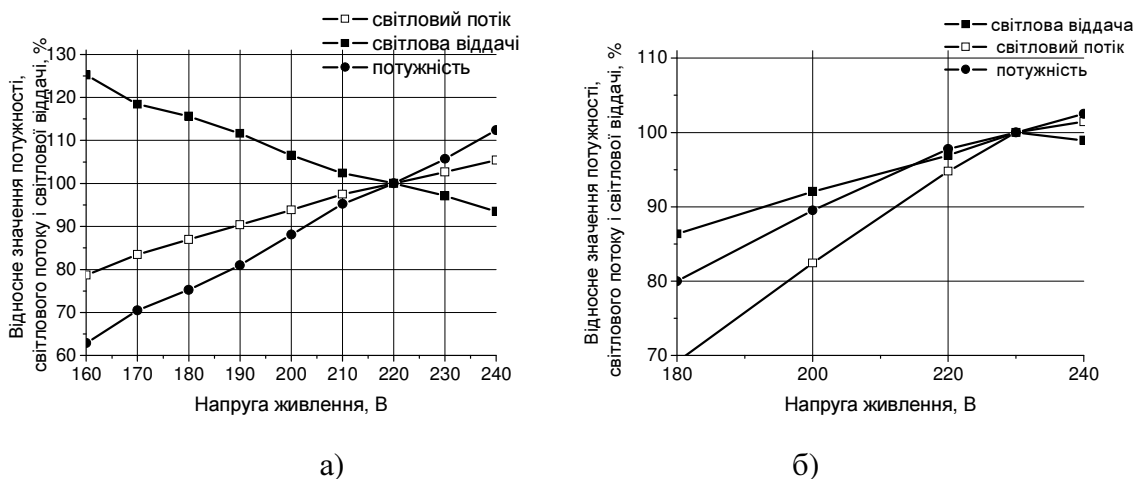 світловий потік
світлова віддачі
потужність
Відносне значення потужності,
світлового потоку і світлової віддачі, %
130
120
110
100
90
80
70
60
160 170 180 190 200 210 220 230 240
Напруга живлення, В
а)
світлова віддача
світловий потік
потужність
Відносне значення потужності,
світлового потоку і світлової віддачі, %
110
100
90
80
70
180 200 220 240
Напруга живлення, В
б)